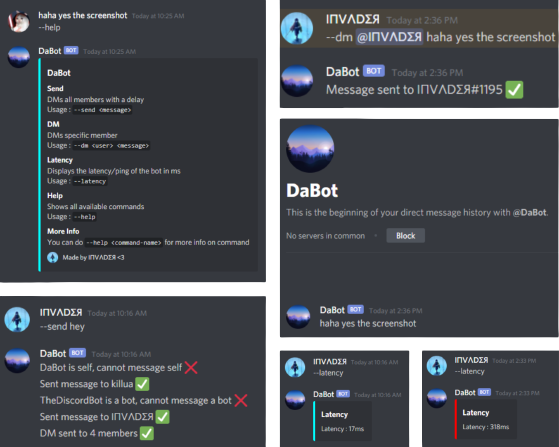 haha yes the screenshot Today at 10:25 AM
--help
DaBot BOT Today at 10:25 AM
DaBot
Send
DMs all members with a delay
Usage : --send <message>
DM
DMs specific member
Usage : --dm <user> <message>
Latency
Displays the latency/ping of the bot in ms
Usage : --latency
Help
Shows all available commands
Usage : --help
More Info
You can do --help <command-name> for more info on command
Made by IПVΛDΣЯ <3
IПVΛDΣЯ Today at 2:36 PM
--dm @IПVΛDΣЯ haha yes the screenshot
DaBot BOT Today at 2:36 PM
Message sent to IПVΛDΣЯ#1195 ✅
DaBot
This is the beginning of your direct message history with @DaBot.
No servers in common Block
DaBot BOT Today at 2:36 PM
haha yes the screenshot
IПVΛDΣЯ Today at 10:16 AM
--send hey
DaBot BOT Today at 10:16 AM
DaBot is self, cannot message self ❌
Sent message to killua ✅
TheDiscordBot is a bot, cannot message a bot ❌
Sent message to IПVΛDΣЯ ✅
DM sent to 4 members ✅
IПVΛDΣЯ Today at 10:16 AM
--latency
DaBot BOT Today at 10:16 AM
Latency
Latency : 17ms
IПVΛDΣЯ Today at 2:33 PM
--latency
DaBot BOT Today at 2:33 PM
Latency
Latency : 318ms